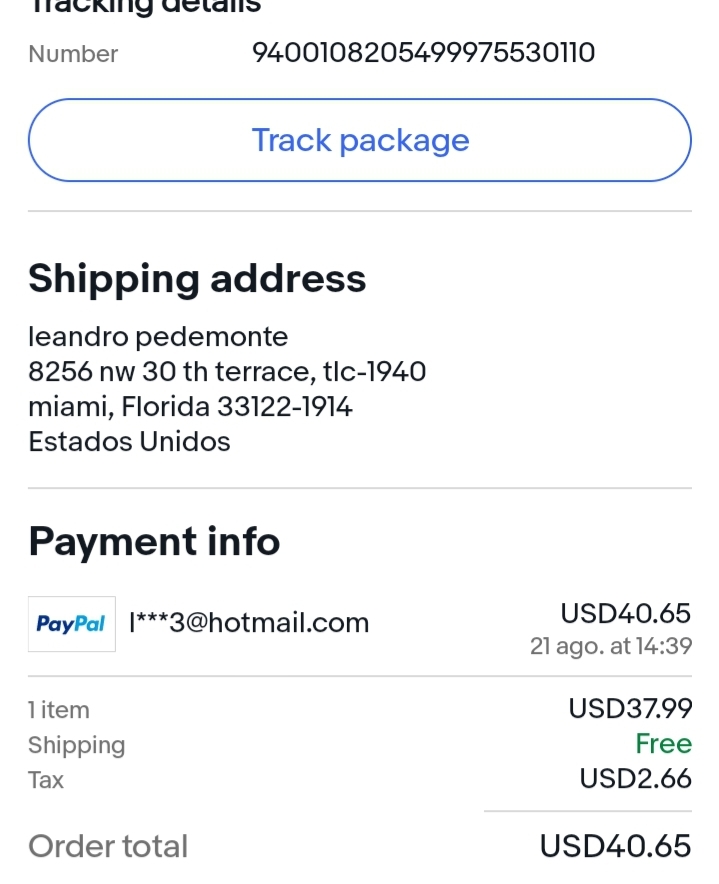 Tracking details
Number 9400108205499975530110
Track package
Shipping address
leandro pedemonte
8256 nw 30 th terrace, tlc-1940
miami, Florida 33122-1914
Estados Unidos
Payment info
PayPal l***3@hotmail.com USD40.65
21 ago. at 14:39
1 item USD37.99
Shipping Free
Tax USD2.66
Order total USD40.65